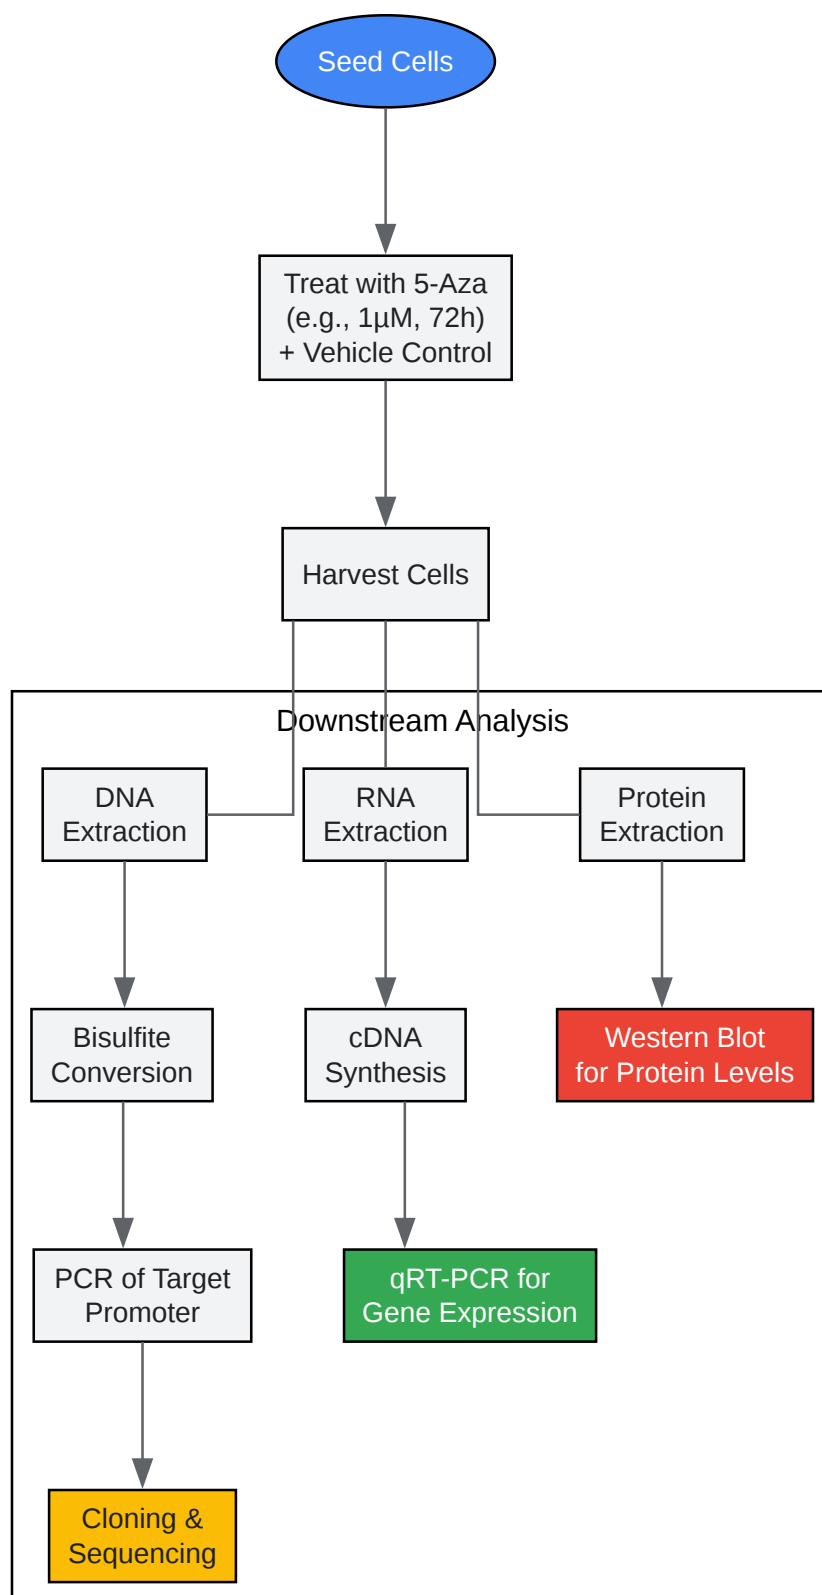 Seed Cells
Treat with 5-Aza
(e.g., 1µM, 72h)
+ Vehicle Control
Harvest Cells
Downstream Analysis
DNA
Extraction
RNA
Extraction
Protein
Extraction
Bisulfite
Conversion
cDNA
Synthesis
Western Blot
for Protein Levels
PCR of Target
Promoter
qRT-PCR for
Gene Expression
Cloning &
Sequencing